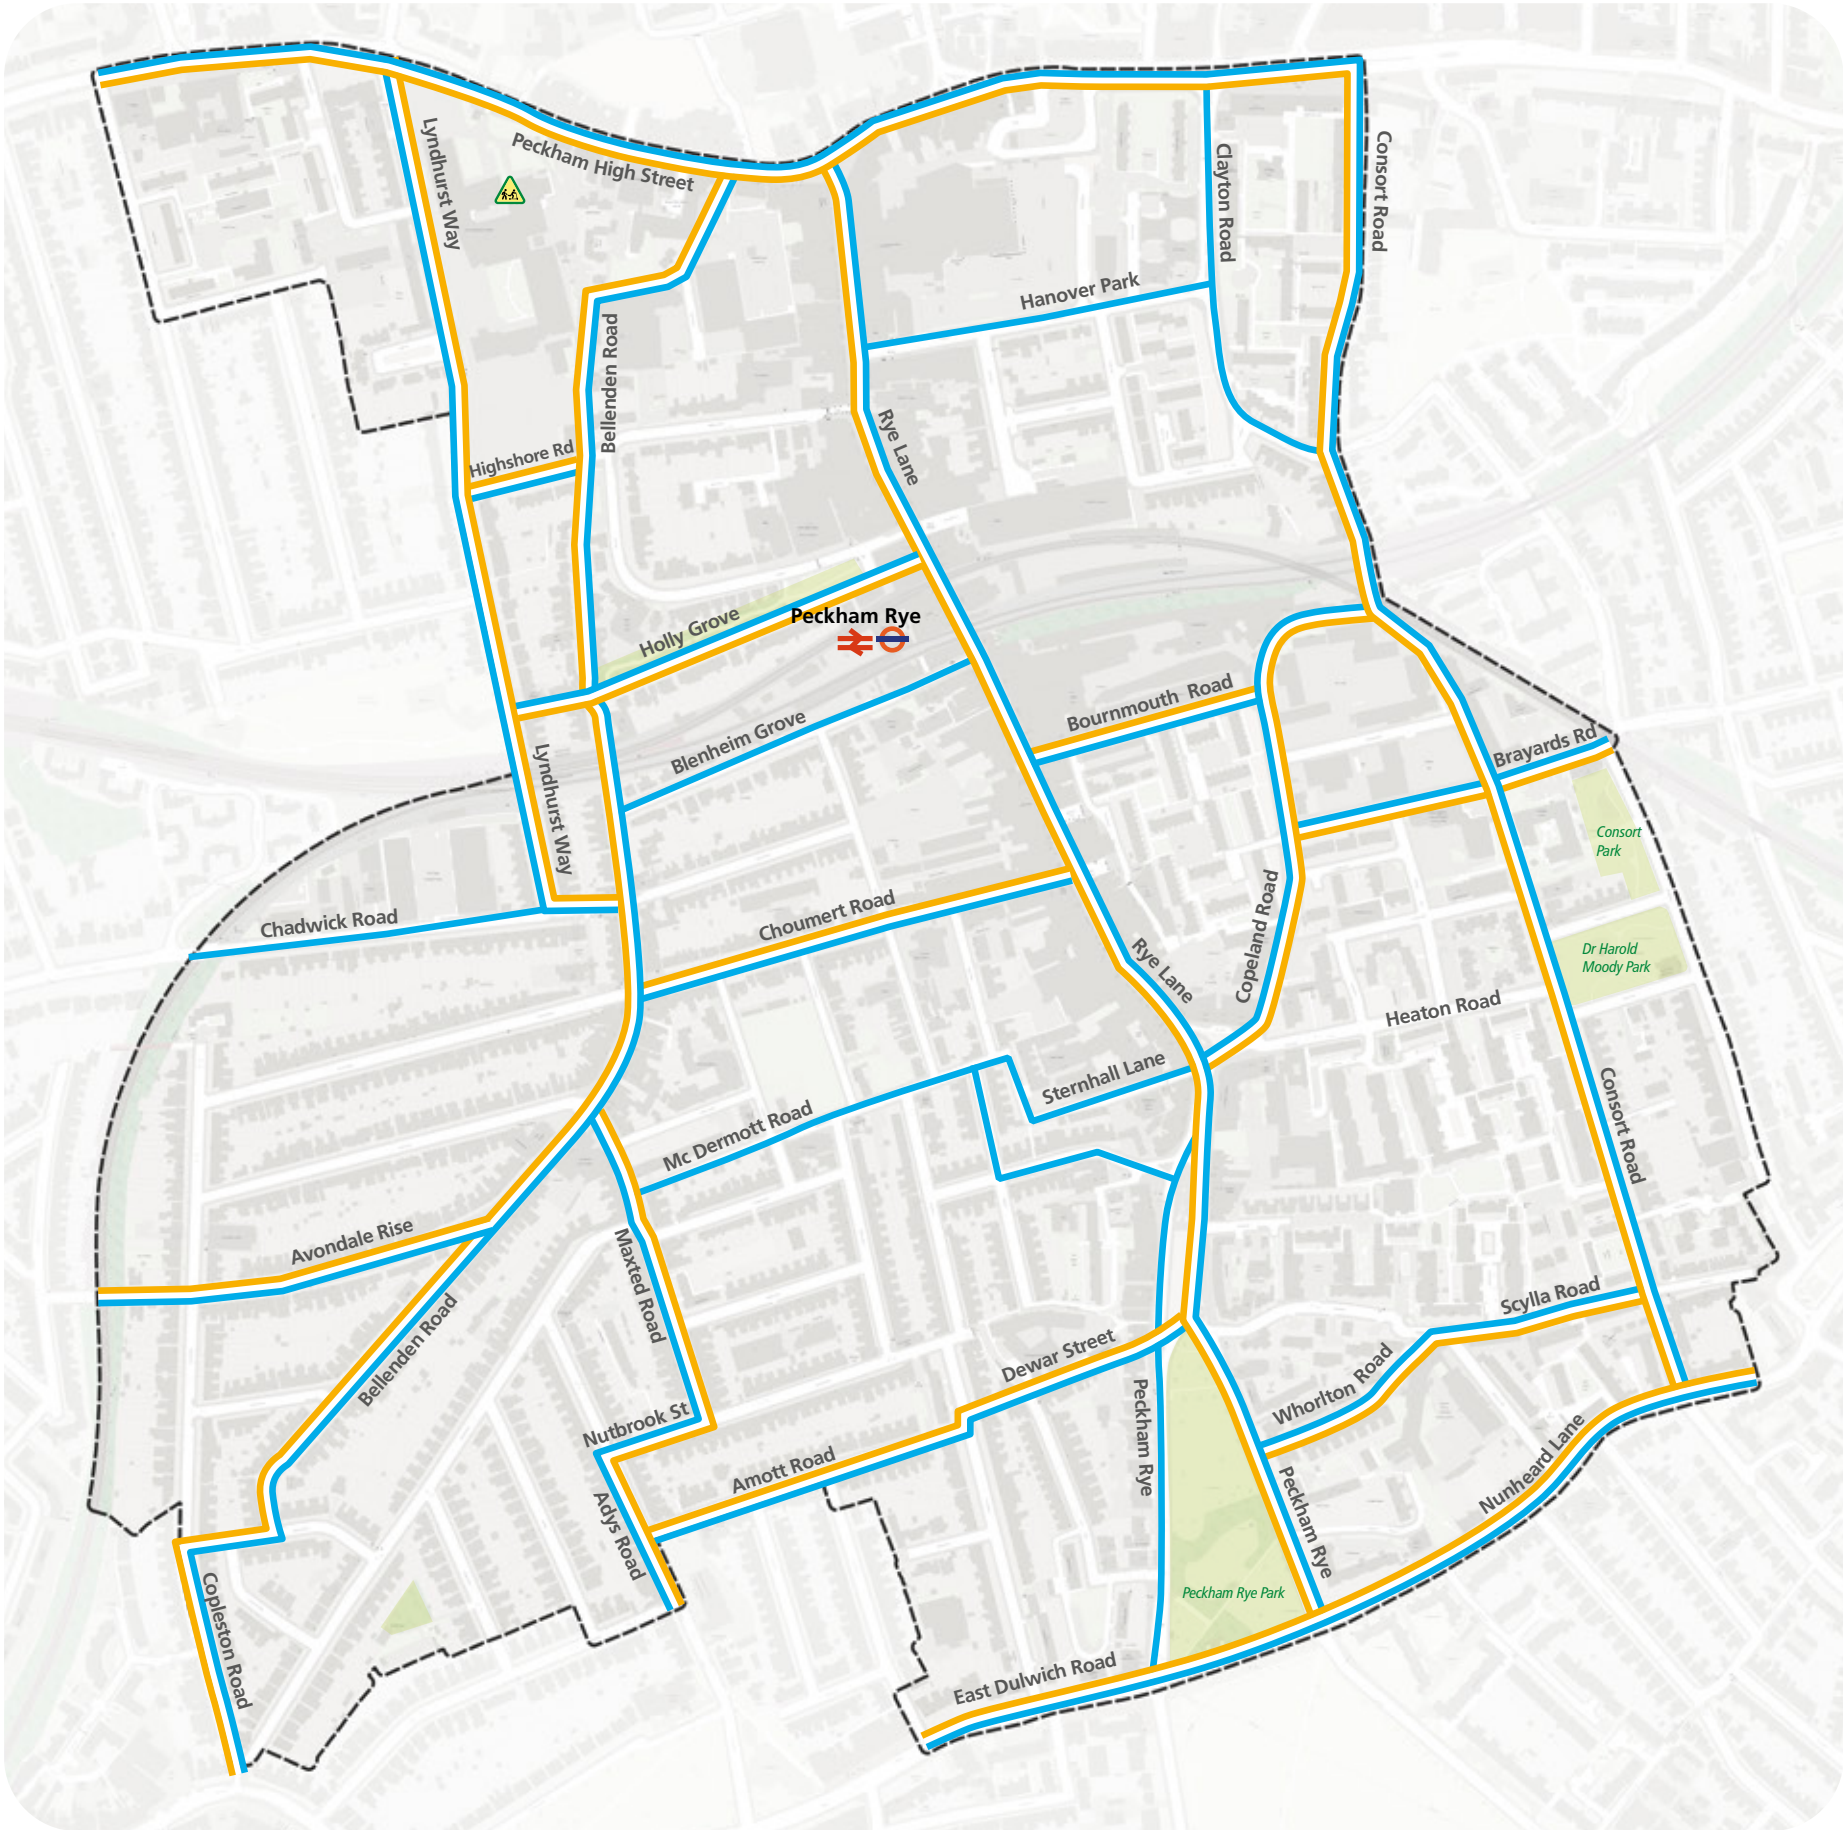 Peckham High Street
Lyndhurst Way
Clayton Road
Consort Road
Hanover Park
Bellenden Road
Rye Lane
Highshore Rd
Peckham Rye
Holly Grove
Bournmouth Road
Blenheim Grove
Brayards Rd
Lyndhurst Way
Consort
Park
Chadwick Road
Choumert Road
Copeland Road
Rye Lane
Dr Harold
Moody Park
Heaton Road
Sternhall Lane
Mc Dermott Road
Consort Road
Avondale Rise
Maxted Road
Bellenden Road
Scylla Road
Dewar Street
Whorlton Road
Peckham Rye
Nutbrook St
Amott Road
Nunheard Lane
Adys Road
Peckham Rye
Peckham Rye Park
Copleston Road
East Dulwich Road